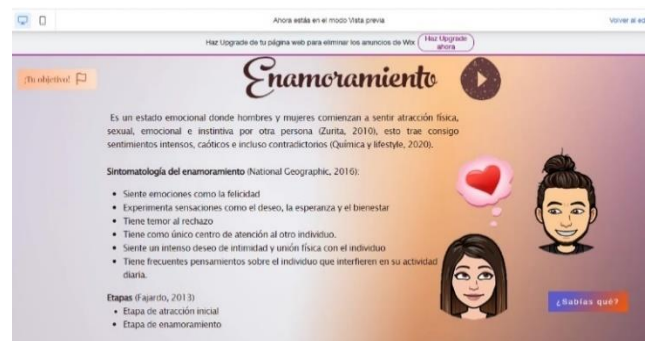 Ahora estás en el modo Vista previa
Volver al ed
Haz Upgrade de tu página web para eliminar los anuncios de Wix
Haz Upgrade
ahora
¡Tu objetivo!
Enamoramiento
Es un estado emocional donde hombres y mujeres comienzan a sentir atracción física,
sexual, emocional e instintiva por otra persona (Zurita, 2010), esto trae consigo
sentimientos intensos, caóticos e incluso contradictorios (Química y lifestyle, 2020).
Sintomatología del enamoramiento (National Geographic, 2016):
• Siente emociones como la felicidad
• Experimenta sensaciones como el deseo, la esperanza y el bienestar
• Tiene temor al rechazo
• Tiene como único centro de atención al otro individuo.
• Siente un intenso deseo de intimidad y unión física con el individuo
• Tiene frecuentes pensamientos sobre el individuo que interfieren en su actividad
diaria.
Etapas (Fajardo, 2013)
• Etapa de atracción inicial
• Etapa de enamoramiento
¿Sabías qué?